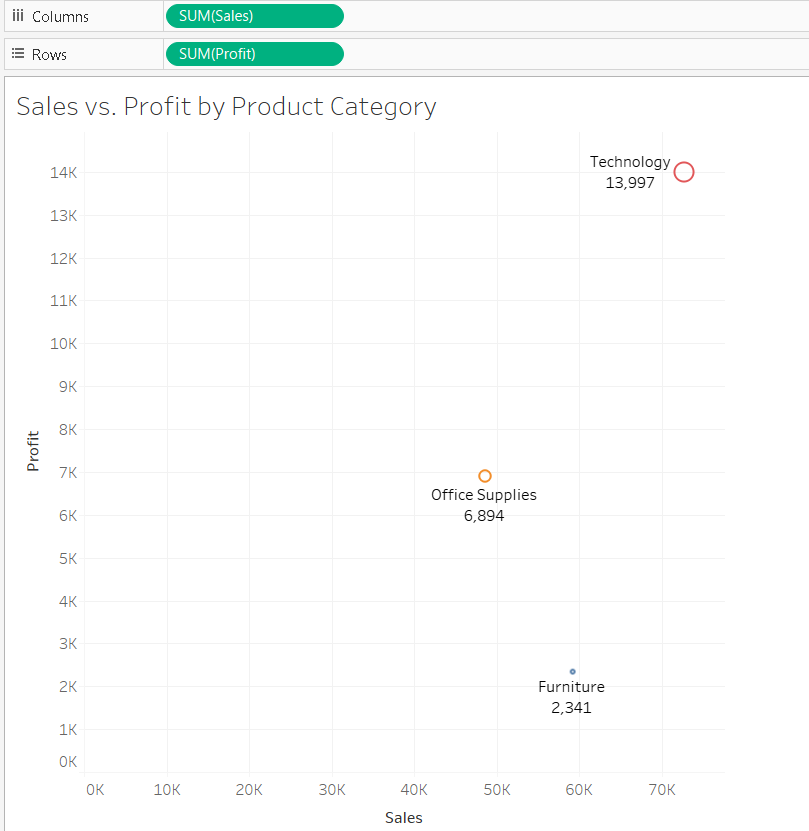 Columns
SUM(Sales)
Rows
SUM(Profit)
Sales vs. Profit by Product Category
Technology
13,997
14K
13K
12K
11K
10K
9K
8K
Profit
7K
Office Supplies
6,894
6K
5K
4K
3K
2K
Furniture
2,341
1K
0K
0K 10K 20K 30K 40K 50K 60K 70K
Sales